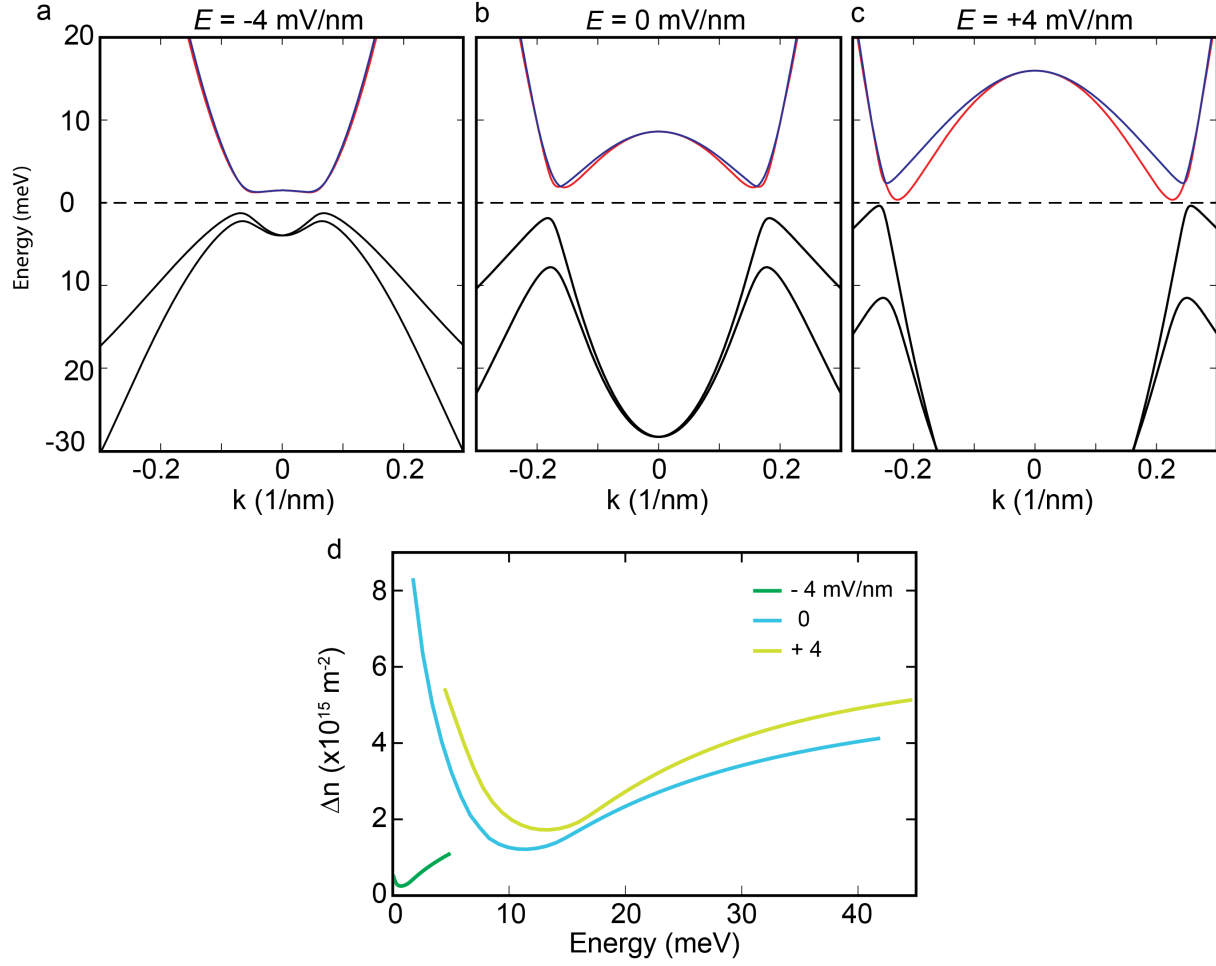 a
E = -4 mV/nm
b
E = 0 mV/nm
c
E = +4 mV/nm
Energy (meV)
20
10
0
10
20
-30
-0.2
0
0.2
k (1/nm)
-0.2
0
0.2
k (1/nm)
-0.2
0
0.2
k (1/nm)
d
Δn (x10¹⁵ m⁻²)
8
6
4
2
0
- 4 mV/nm
0
+ 4
0
10
20
30
40
Energy (meV)